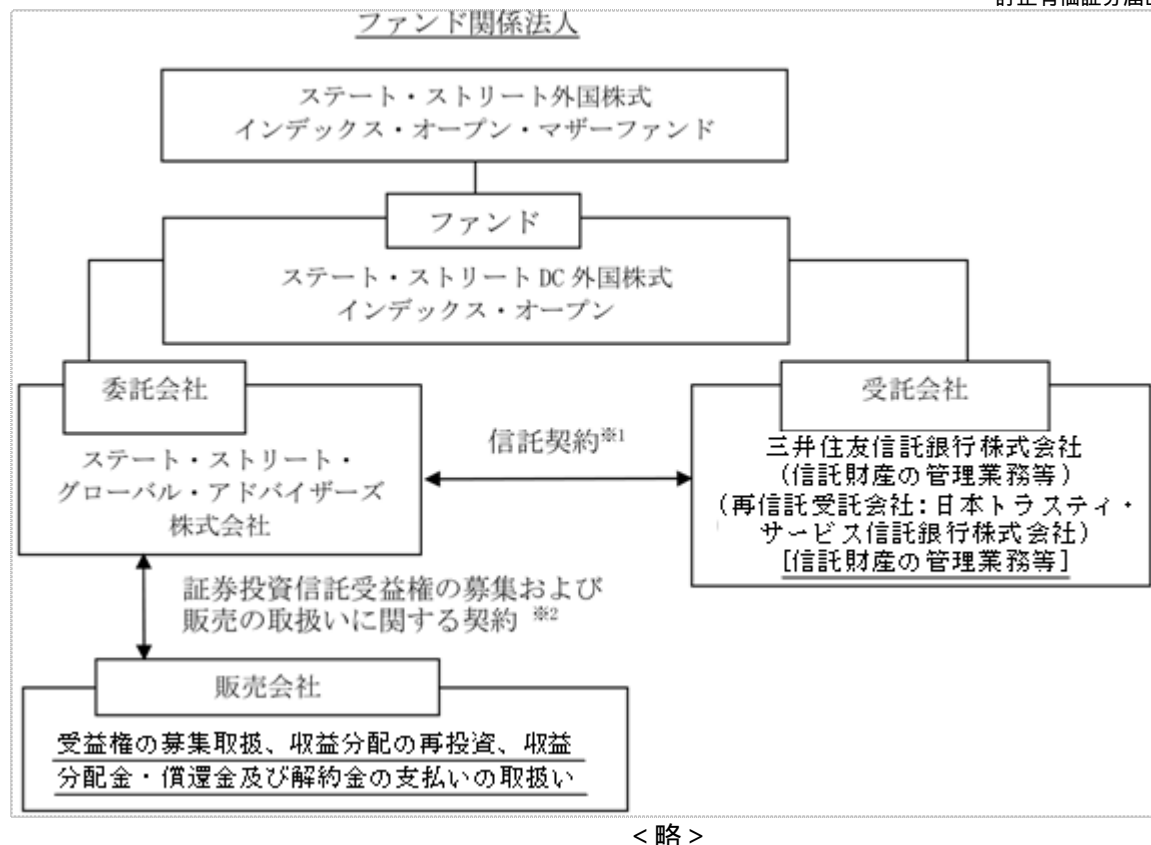 ファンド関係法人
ステート・ストリート外国株式
インデックス・オープン・マザーファンド
ファンド
ステート・ストリート DC 外国株式
インデックス・オープン
委託会社
ステート・ストリート・
グローバル・アドバイザーズ
株式会社
信託契約※1
受託会社
三井住友信託銀行株式会社
(信託財産の管理業務等)
(再信託受託会社:日本トラスティ・
サービス信託銀行株式会社)
[信託財産の管理業務等]
証券投資信託受益権の募集および
販売の取扱いに関する契約 ※2
販売会社
受益権の募集取扱、収益分配の再投資、収益
分配金・償還金及び解約金の支払いの取扱い
<略>